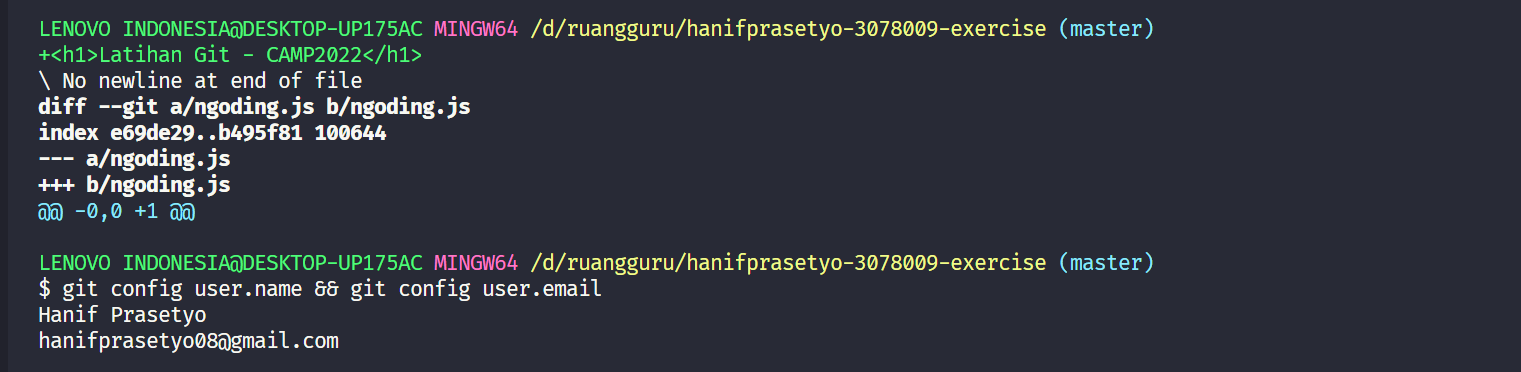 LENOVO INDONESIA@DESKTOP-UP175AC MINGW64 /d/ruangguru/hanifprasetyo-3078009-exercise (master)
+<h1>Latihan Git - CAMP2022</h1>
\ No newline at end of file
diff --git a/ngoding.js b/ngoding.js
index e69de29..b495f81 100644
--- a/ngoding.js
+++ b/ngoding.js
@@ -0,0 +1 @@
LENOVO INDONESIA@DESKTOP-UP175AC MINGW64 /d/ruangguru/hanifprasetyo-3078009-exercise (master)
$ git config user.name && git config user.email
Hanif Prasetyo
hanifprasetyo08@gmail.com